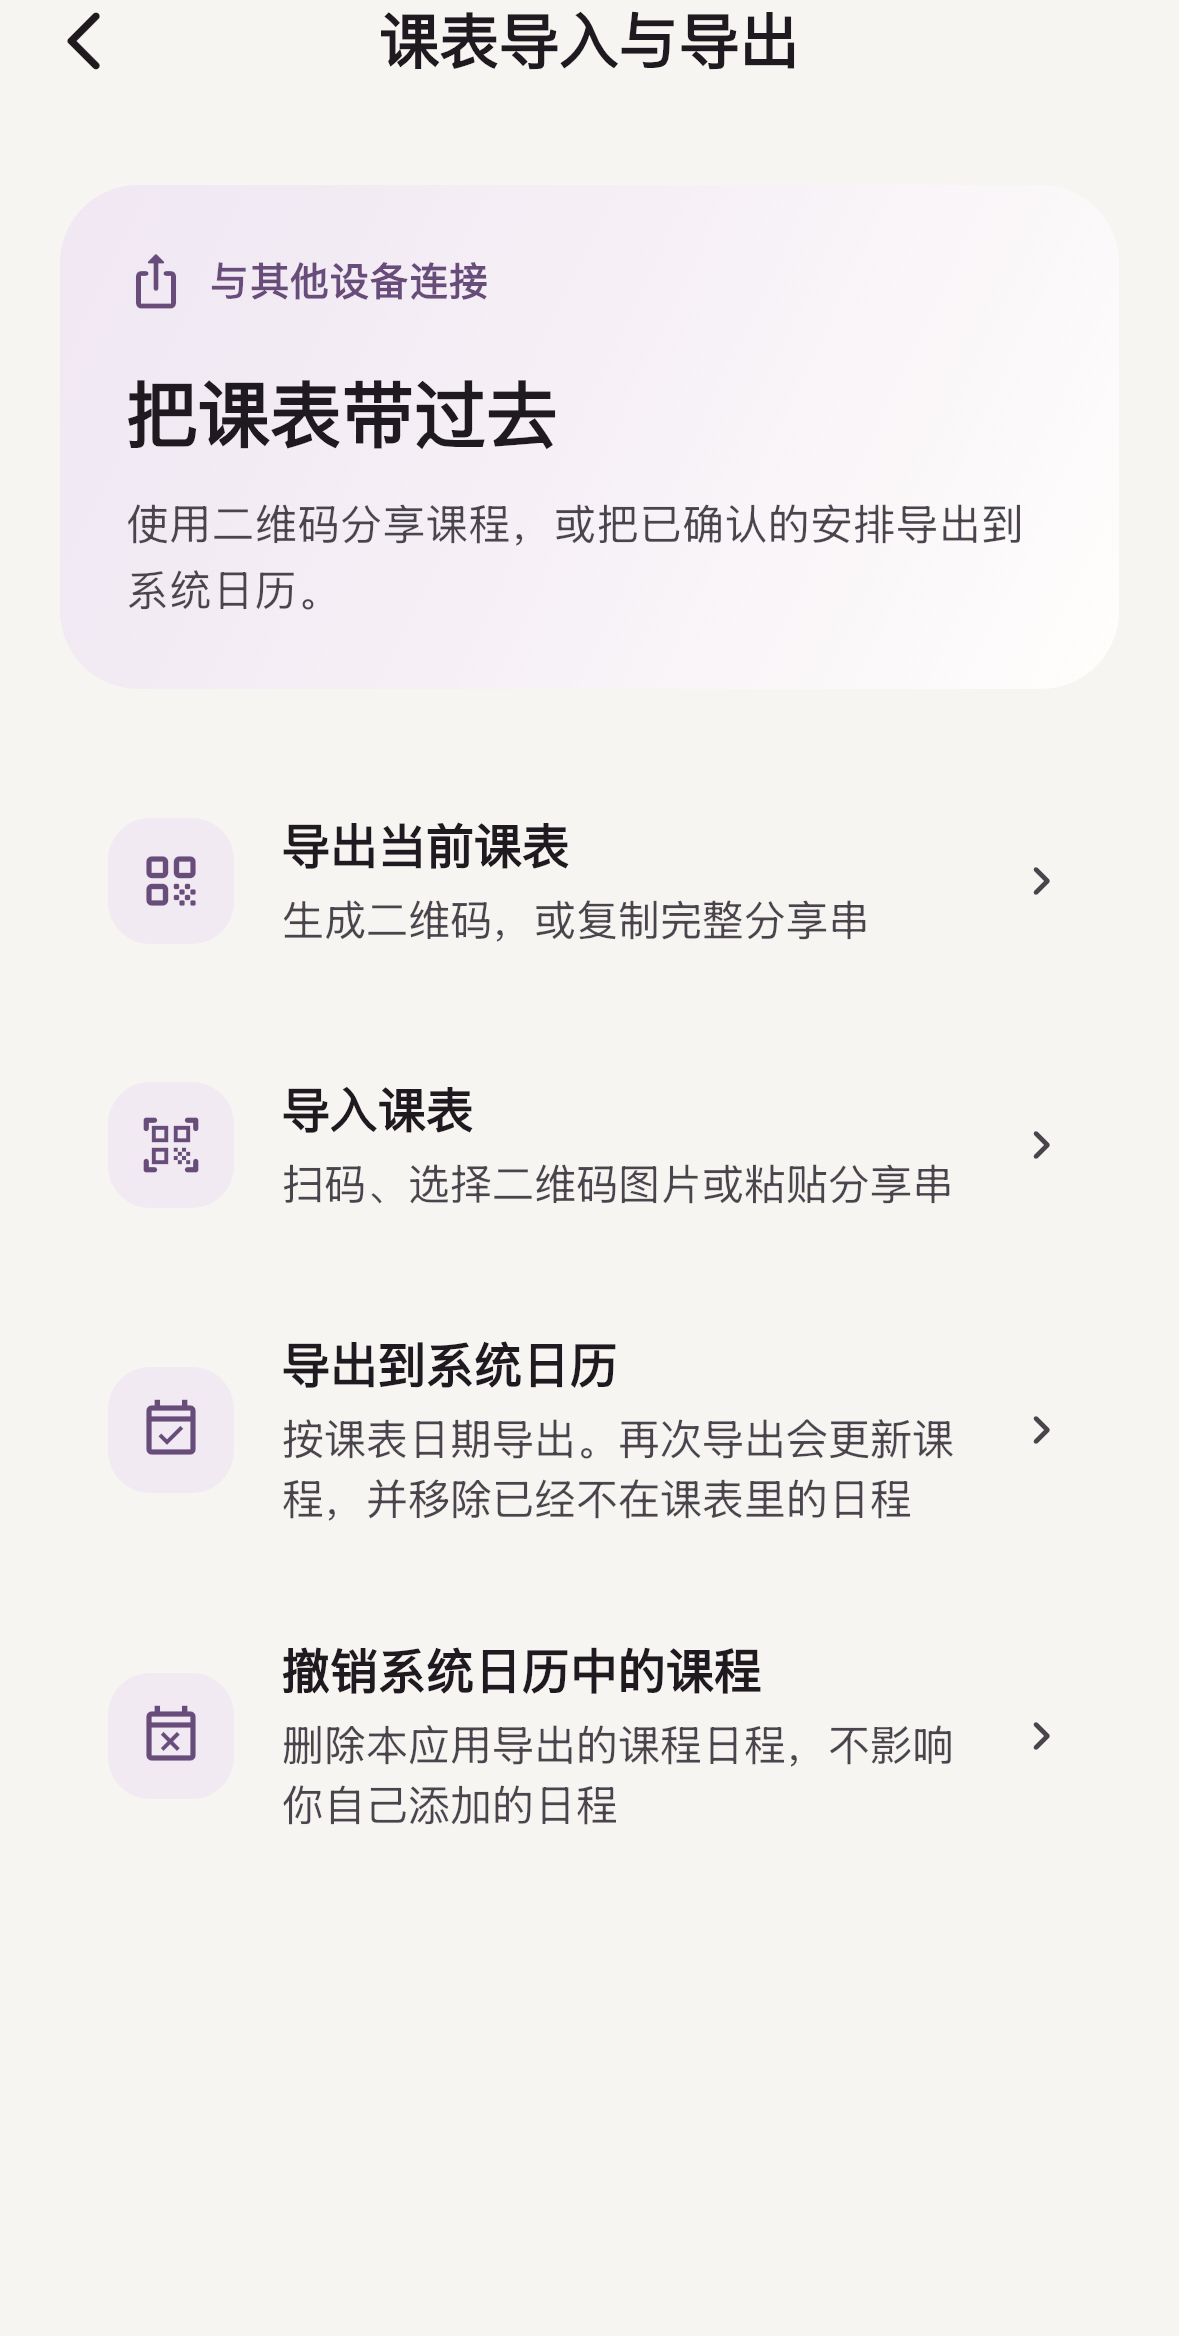 课表导入与导出
与其他设备连接
把课表带过去
使用二维码分享课程，或把已确认的安排导出到
系统日历。
导出当前课表
生成二维码，或复制完整分享串
导入课表
扫码、选择二维码图片或粘贴分享串
导出到系统日历
按课表日期导出。再次导出会更新课
程，并移除已经不在课表里的日程
撤销系统日历中的课程
删除本应用导出的课程日程，不影响
你自己添加的日程